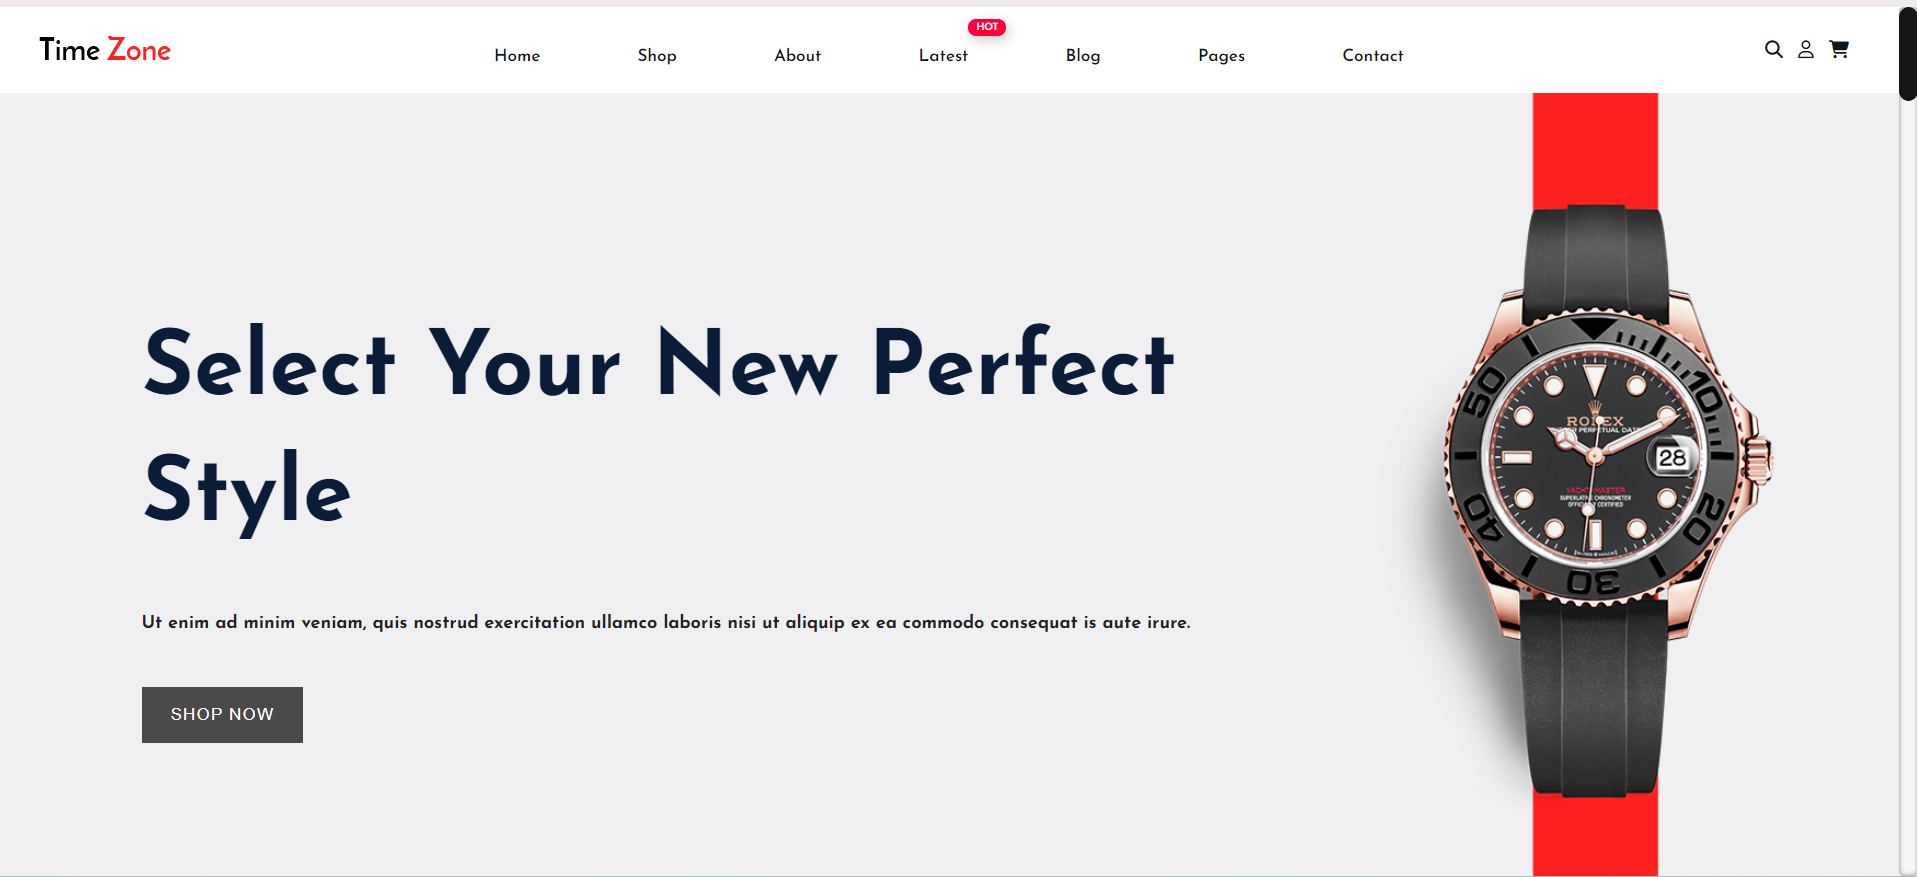 Time Zone
HOT
Home Shop About Latest Blog Pages Contact
Select Your New Perfect
Style
Ut enim ad minim veniam, quis nostrud exercitation ullamco laboris nisi ut aliquip ex ea commodo consequat is aute irure.
SHOP NOW
50
10
ROLEX
PERPETUAL DATE
28
YACHT-MASTER
SUPERLATIVE CHRONOMETER
OFFICIALLY CERTIFIED
40
20
SWISS MADE
30